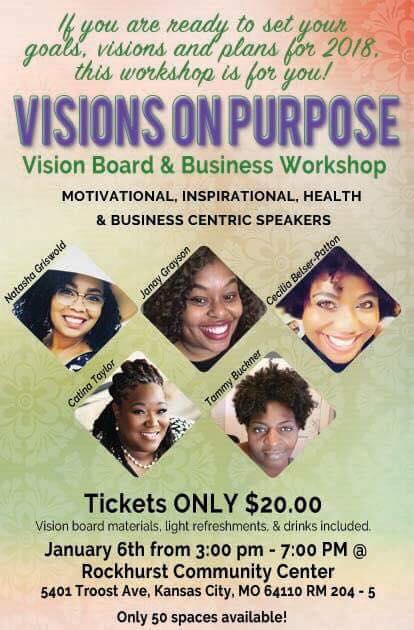 If you are ready to set your
goals, visions and plans for 2018,
this workshop is for you!
VISIONS ON PURPOSE
Vision Board & Business Workshop
MOTIVATIONAL, INSPIRATIONAL, HEALTH
& BUSINESS CENTRIC SPEAKERS
Natasha Griswold
Janay Grayson
Cecilia Belser-Patton
Catina Taylor
Tammy Buckner
Tickets ONLY $20.00
Vision board materials, light refreshments, & drinks included.
January 6th from 3:00 pm - 7:00 PM @
Rockhurst Community Center
5401 Troost Ave, Kansas City, MO 64110 RM 204 - 5
Only 50 spaces available!